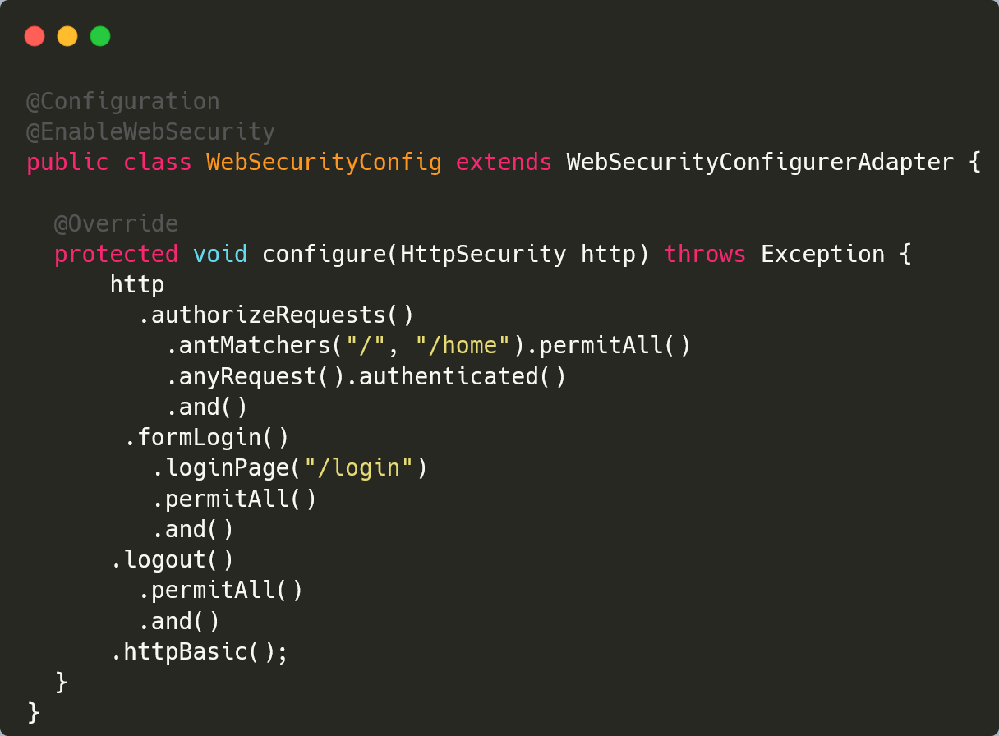 @Configuration
@EnableWebSecurity
public class WebSecurityConfig extends WebSecurityConfigurerAdapter {
  @Override
  protected void configure(HttpSecurity http) throws Exception {
      http
        .authorizeRequests()
          .antMatchers("/", "/home").permitAll()
          .anyRequest().authenticated()
          .and()
       .formLogin()
         .loginPage("/login")
         .permitAll()
         .and()
      .logout()
        .permitAll()
        .and()
      .httpBasic();
  }
}